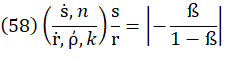 (58) (ṡ, n / ṙ, ρ́, k) s/r = |− ß / (1 − ß)|